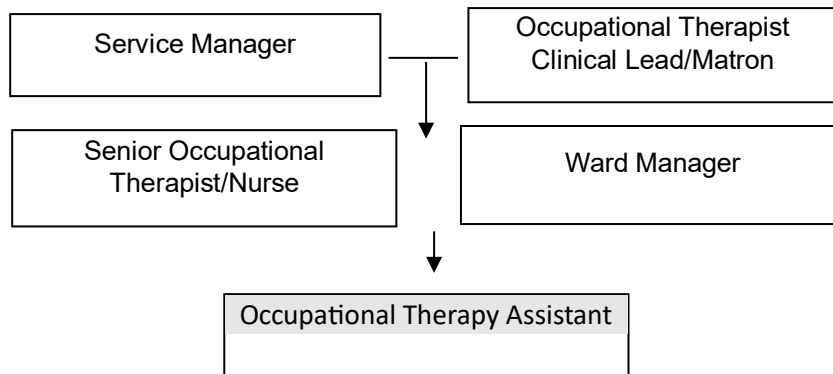 Service Manager
Occupational Therapist
Clinical Lead/Matron
Senior Occupational
Therapist/Nurse
Ward Manager
Occupational Therapy Assistant